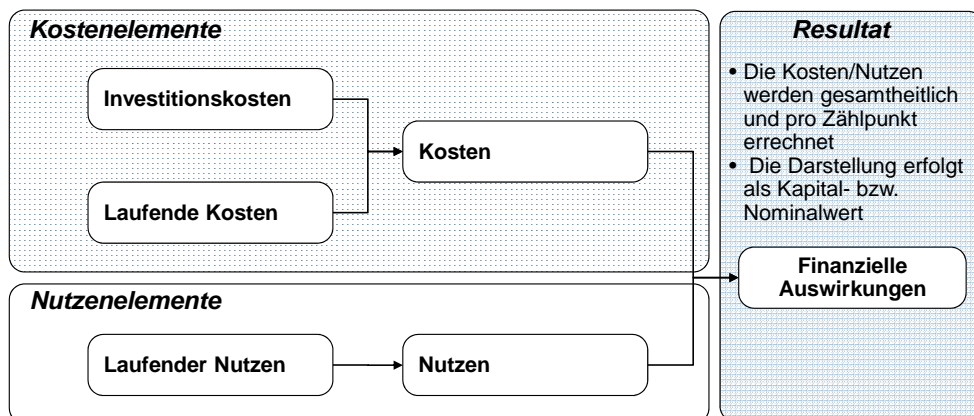 Kostenelemente
Investitionskosten
Kosten
Laufende Kosten
Nutzenelemente
Laufender Nutzen
Nutzen
Resultat
• Die Kosten/Nutzen
werden gesamtheitlich
und pro Zählpunkt
errechnet
• Die Darstellung erfolgt
als Kapital- bzw.
Nominalwert
Finanzielle
Auswirkungen